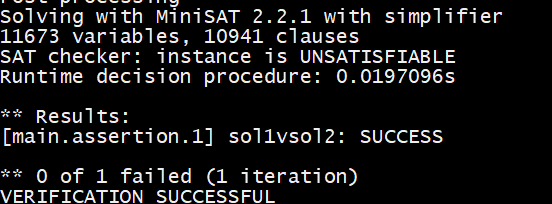 Post-processing
Solving with MiniSAT 2.2.1 with simplifier
11673 variables, 10941 clauses
SAT checker: instance is UNSATISFIABLE
Runtime decision procedure: 0.0197096s
** Results:
[main.assertion.1] sol1vsol2: SUCCESS
** 0 of 1 failed (1 iteration)
VERIFICATION SUCCESSFUL